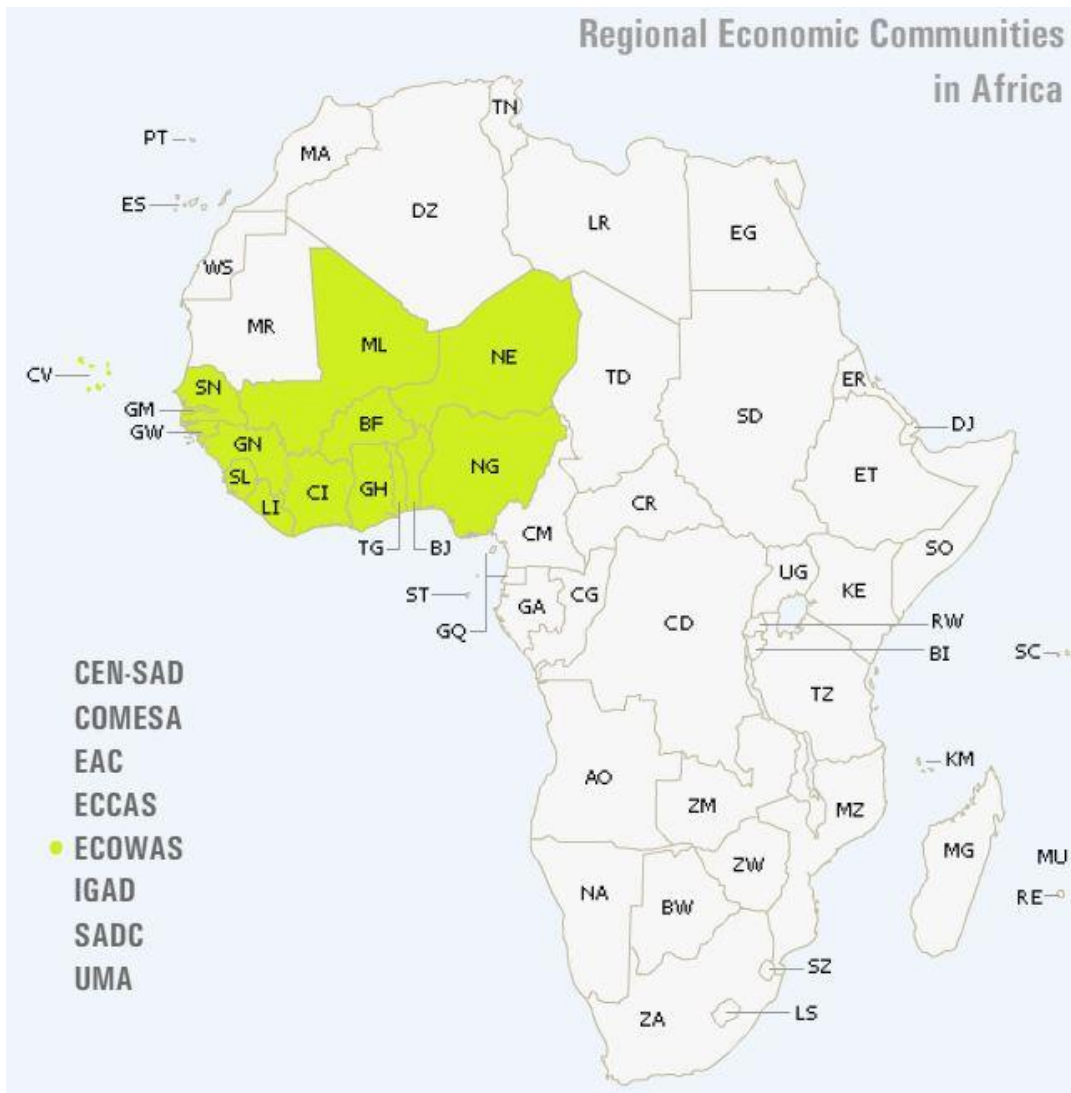 Regional Economic Communities
in Africa
TN
PT
MA
ES
DZ
LR
EG
WS
MR
ML
NE
CV
SN
TD
ER
GM
GW
BF
SD
DJ
GN
NG
SL
CI
GH
ET
LI
CR
CM
TG
BJ
SO
UG
KE
ST
GA
CG
CD
RW
GQ
BI
SC
TZ
CEN-SAD
COMESA
EAC
ECCAS
ECOWAS
IGAD
SADC
UMA
KM
AO
ZM
MZ
MG
MU
ZW
NA
BW
RE
SZ
LS
ZA